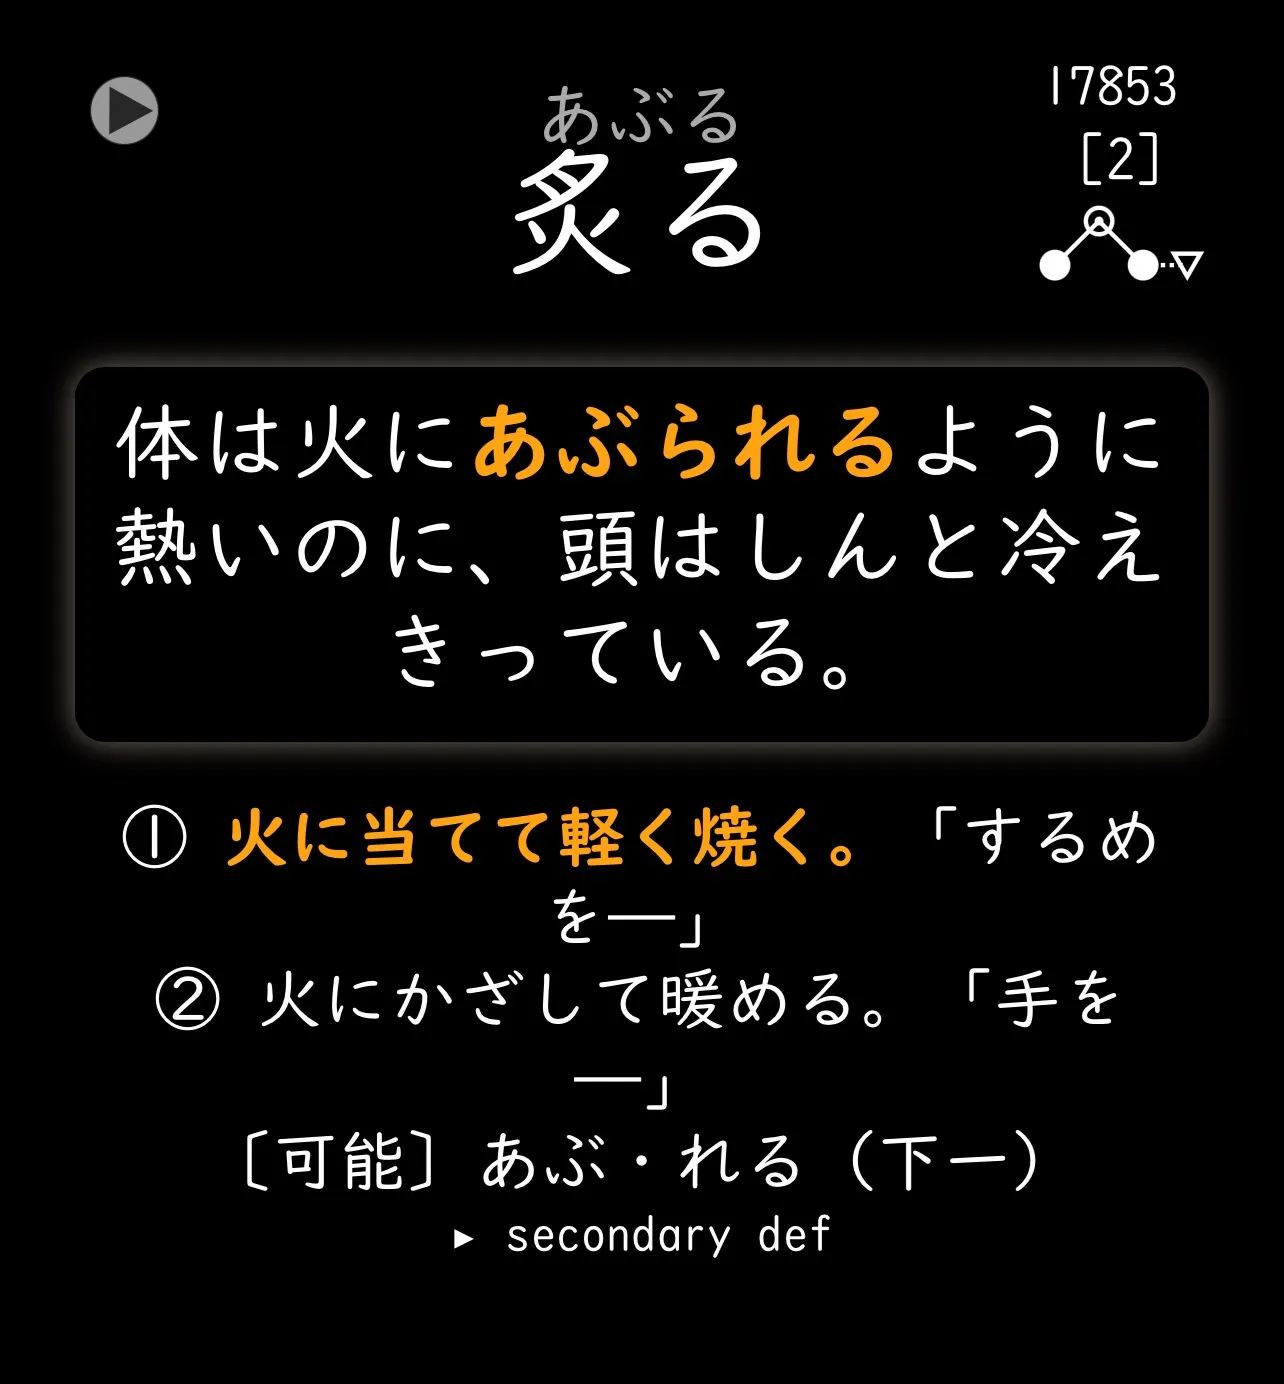 あぶる
炙る
17853
[2]
体は火にあぶられるように
熱いのに、頭はしんと冷え
きっている。
① 火に当てて軽く焼く。「するめ
を―」
② 火にかざして暖める。「手を
―」
〔可能〕あぶ・れる（下一）
▸ secondary def